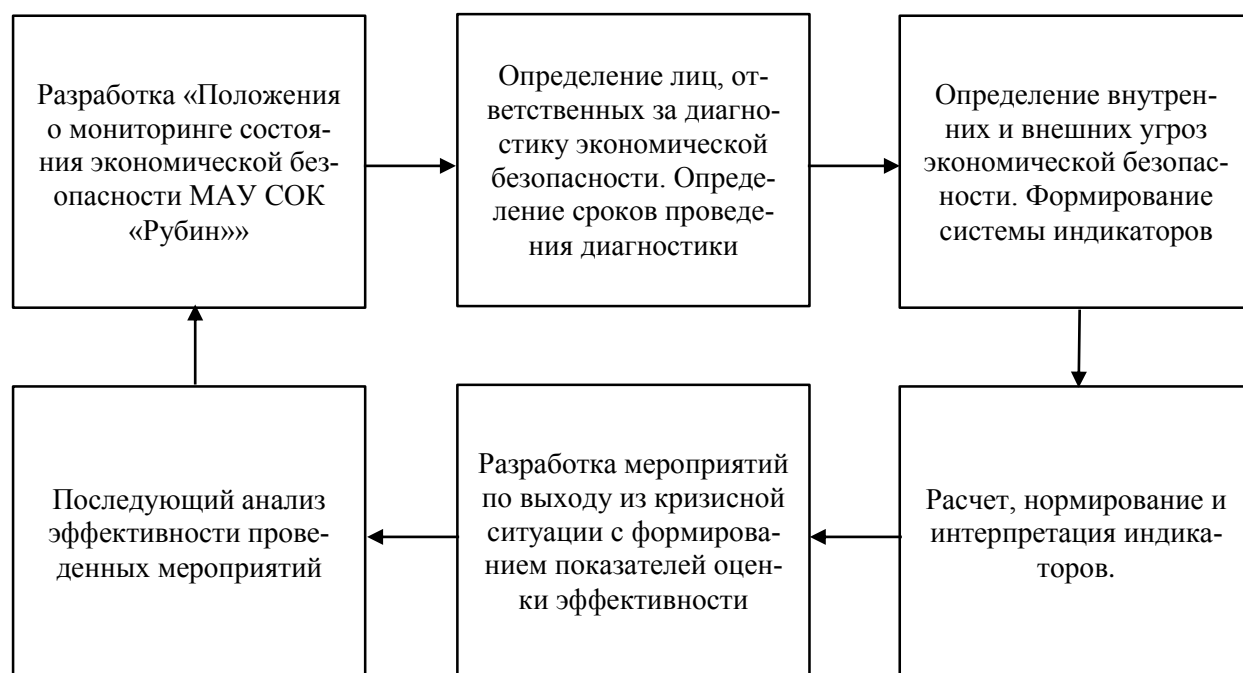 Разработка «Положения
о мониторинге состоя-
ния экономической без-
опасности МАУ СОК
«Рубин»»
Определение лиц, от-
ветственных за диагно-
стику экономической
безопасности. Опреде-
ление сроков проведе-
ния диагностики
Определение внутрен-
них и внешних угроз
экономической безопас-
ности. Формирование
системы индикаторов
Расчет, нормирование и
интерпретация индика-
торов.
Разработка мероприятий
по выходу из кризисной
ситуации с формирова-
нием показателей оцен-
ки эффективности
Последующий анализ
эффективности прове-
денных мероприятий